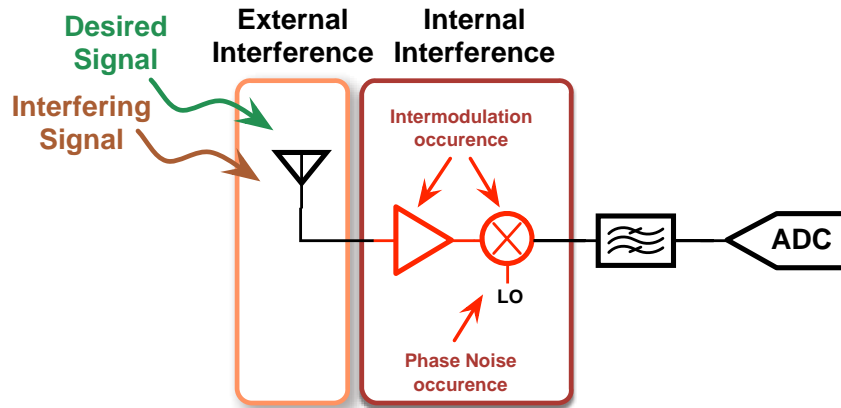 Desired
Signal
External
Interference
Internal
Interference
Interfering
Signal
Intermodulation
occurence
ADC
LO
Phase Noise
occurence